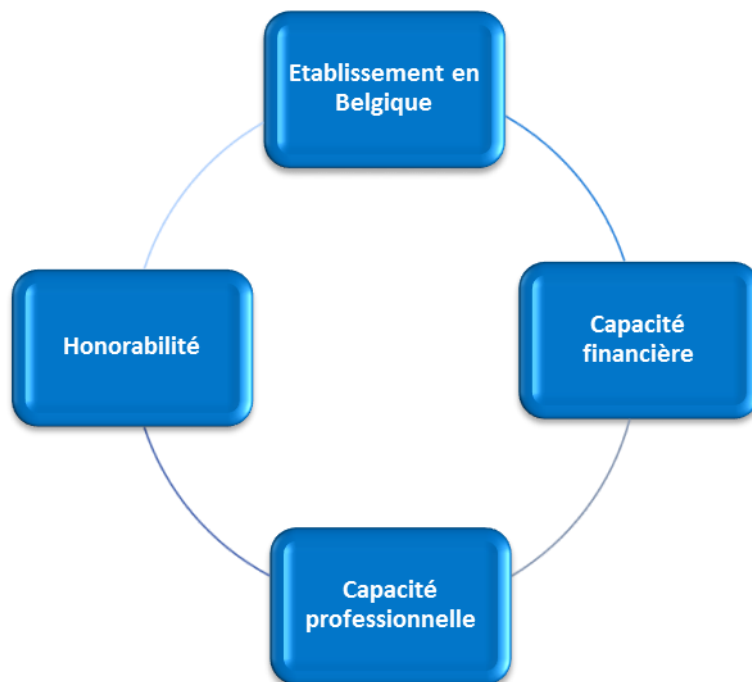 Etablissement en
Belgique
Honorabilité
Capacité
financière
Capacité
professionnelle